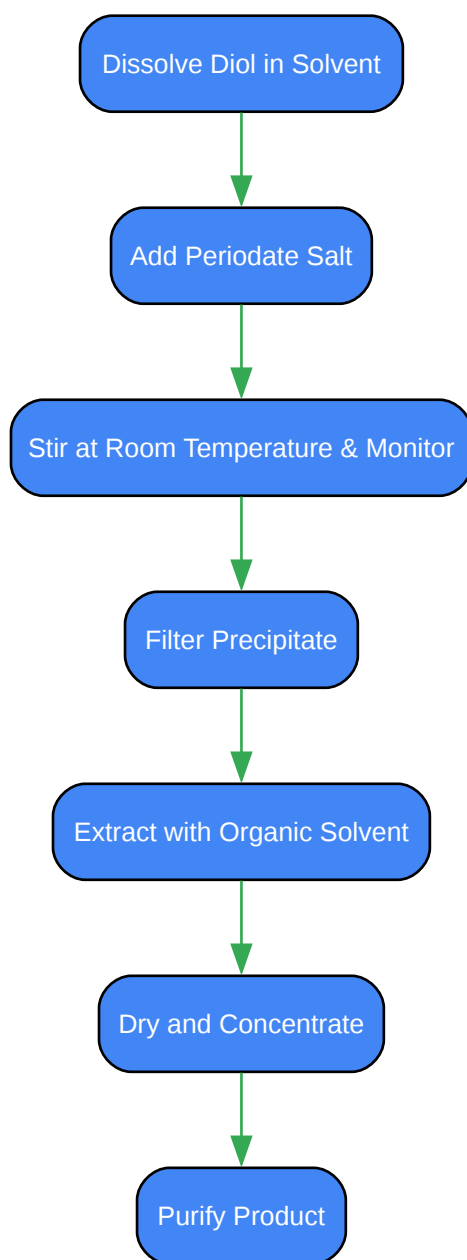 Dissolve Diol in Solvent
Add Periodate Salt
Stir at Room Temperature & Monitor
Filter Precipitate
Extract with Organic Solvent
Dry and Concentrate
Purify Product